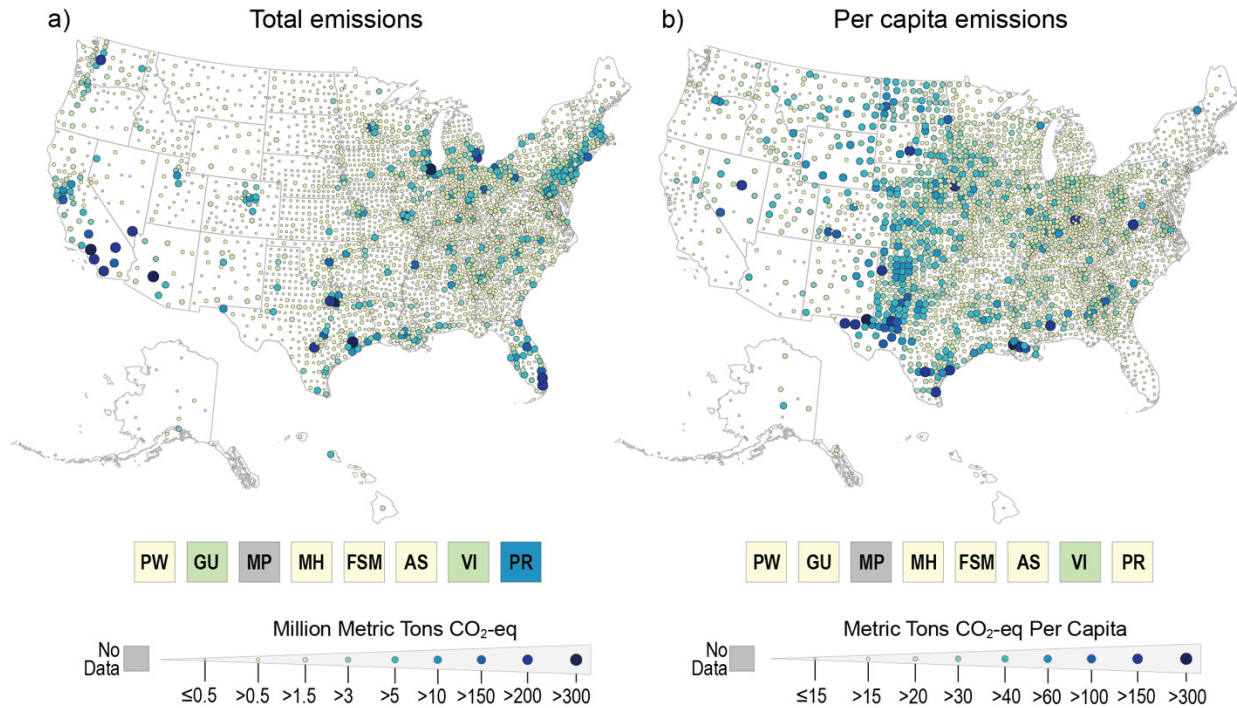 a) Total emissions
b) Per capita emissions
PW GU MP MH FSM AS VI PR
PW GU MP MH FSM AS VI PR
Million Metric Tons CO₂-eq
No
Data
≤0.5 >0.5 >1.5 >3 >5 >10 >150 >200 >300
Metric Tons CO₂-eq Per Capita
No
Data
≤15 >15 >20 >30 >40 >60 >100 >150 >300